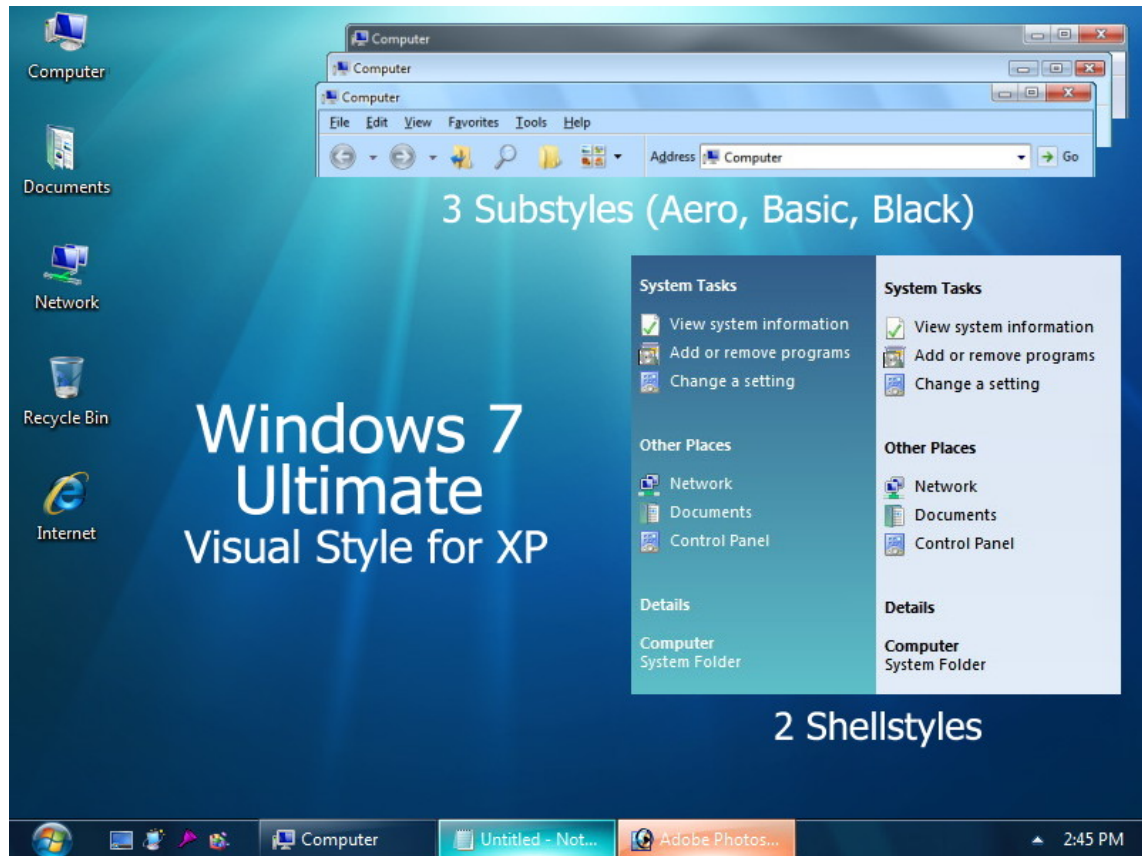 Computer
Documents
Network
Recycle Bin
Internet
Computer
Computer
Computer
File Edit View Favorites Tools Help
Address Computer Go
3 Substyles (Aero, Basic, Black)
Windows 7
Ultimate
Visual Style for XP
System Tasks
View system information
Add or remove programs
Change a setting
Other Places
Network
Documents
Control Panel
Details
Computer
System Folder
System Tasks
View system information
Add or remove programs
Change a setting
Other Places
Network
Documents
Control Panel
Details
Computer
System Folder
2 Shellstyles
Computer
Untitled - Not...
Adobe Photos...
2:45 PM